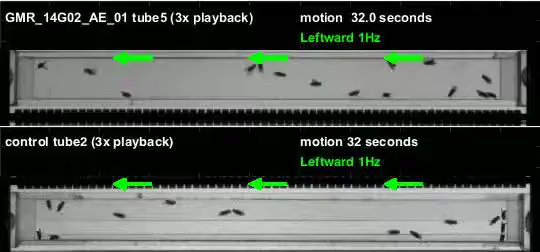 GMR_14G02_AE_01 tube5 (3x playback)
motion 32.0 seconds
Leftward 1Hz
control tube2 (3x playback)
motion 32 seconds
Leftward 1Hz